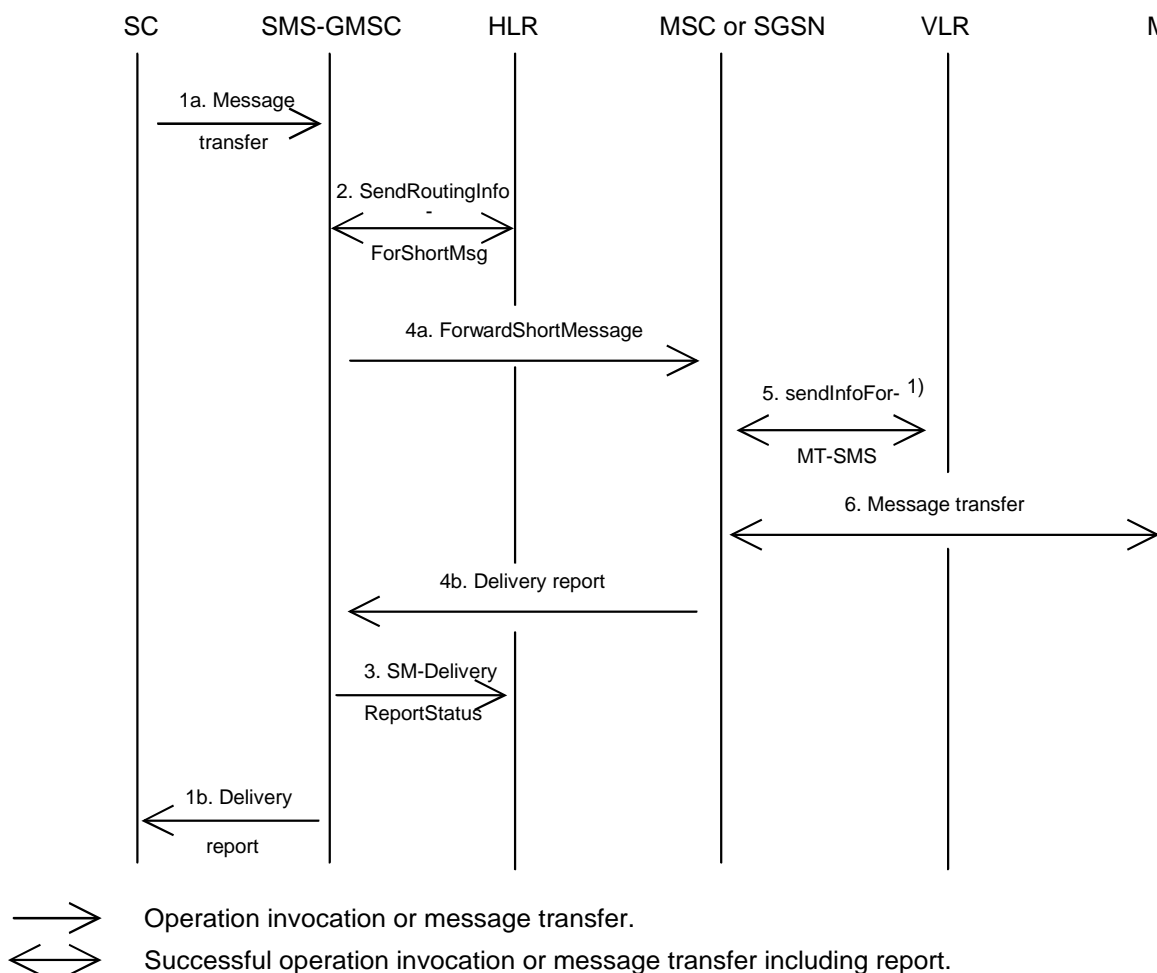 SC SMS-GMSC HLR MSC or SGSN VLR M
1a. Message
transfer
2. SendRoutingInfo
-
ForShortMsg
4a. ForwardShortMessage
5. sendInfoFor- 1)
MT-SMS
6. Message transfer
4b. Delivery report
3. SM-Delivery
ReportStatus
1b. Delivery
report
Operation invocation or message transfer.
Successful operation invocation or message transfer including report.